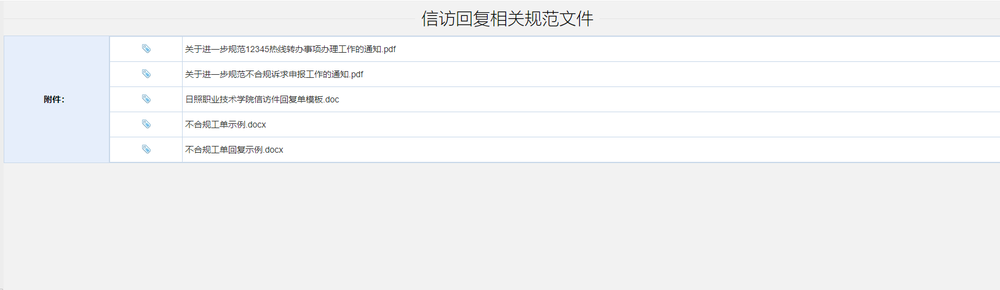 信访回复相关规范文件
附件：
关于进一步规范12345热线转办事项办理工作的通知.pdf
关于进一步规范不合规诉求申报工作的通知.pdf
日照职业技术学院信访件回复单模板.doc
不合规工单示例.docx
不合规工单回复示例.docx